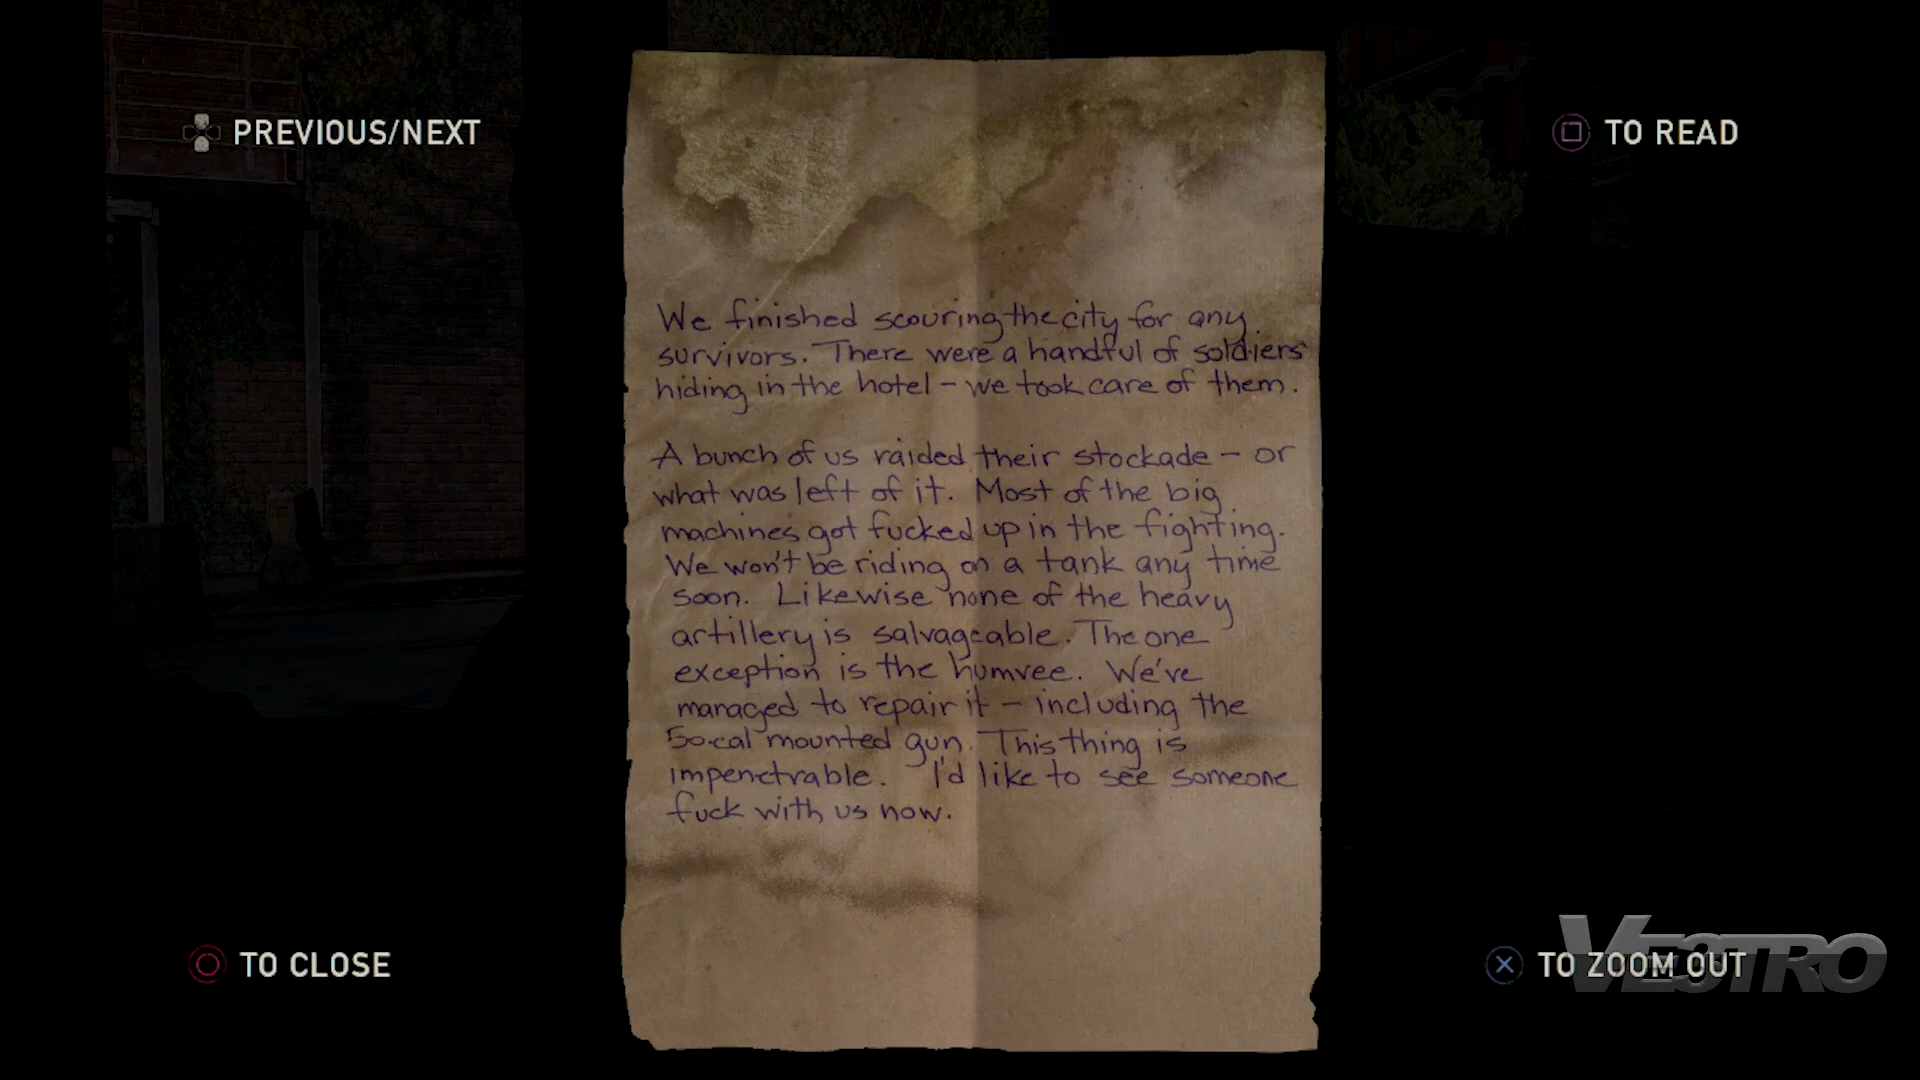 PREVIOUS/NEXT
TO READ
We finished scouring the city for any
survivors. There were a handful of soldiers
hiding in the hotel - we took care of them.
A bunch of us raided their stockade - or
what was left of it. Most of the big
machines got fucked up in the fighting.
We won't be riding on a tank any time
soon. Likewise none of the heavy
artillery is salvageable. The one
exception is the humvee. We've
managed to repair it - including the
50.cal mounted gun. This thing is
impenetrable. I'd like to see someone
fuck with us now.
TO CLOSE
TO ZOOM OUT